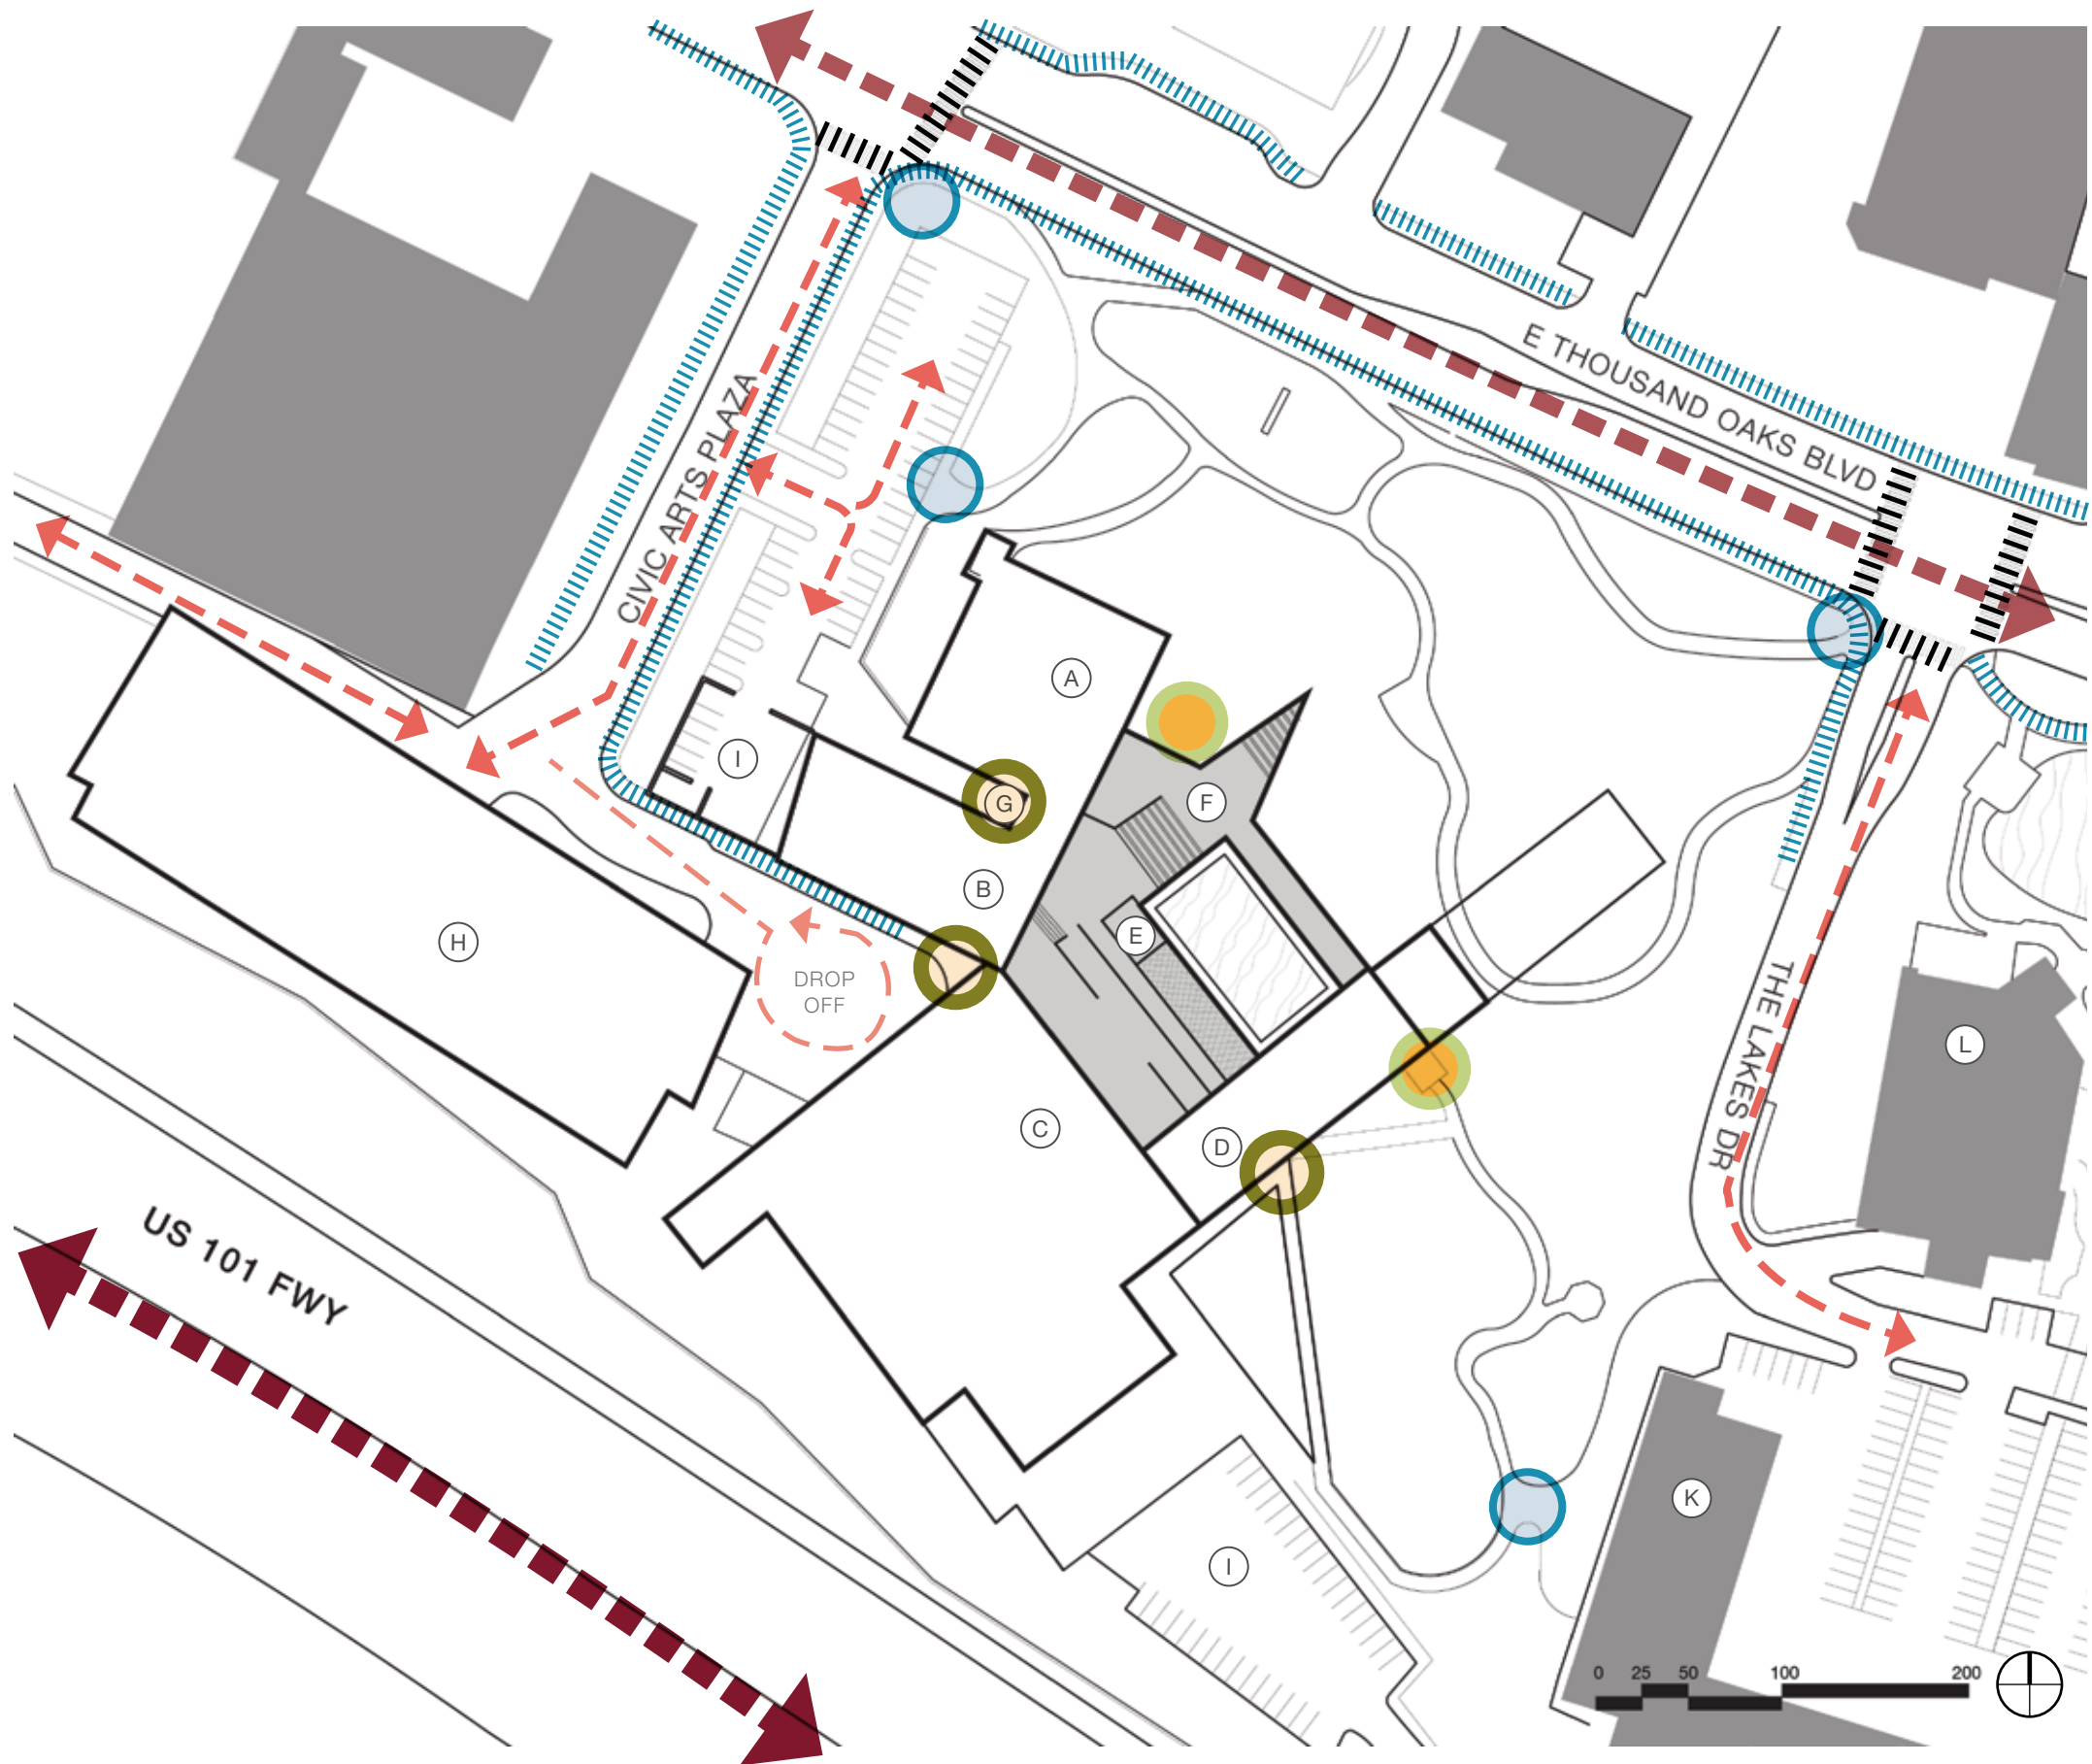 E THOUSAND OAKS BLVD
CIVIC ARTS PLAZA
A
I
G
F
B
E
H
DROP
OFF
THE LAKES DR
L
C
D
US 101 FWY
K
I
0 25 50 100 200